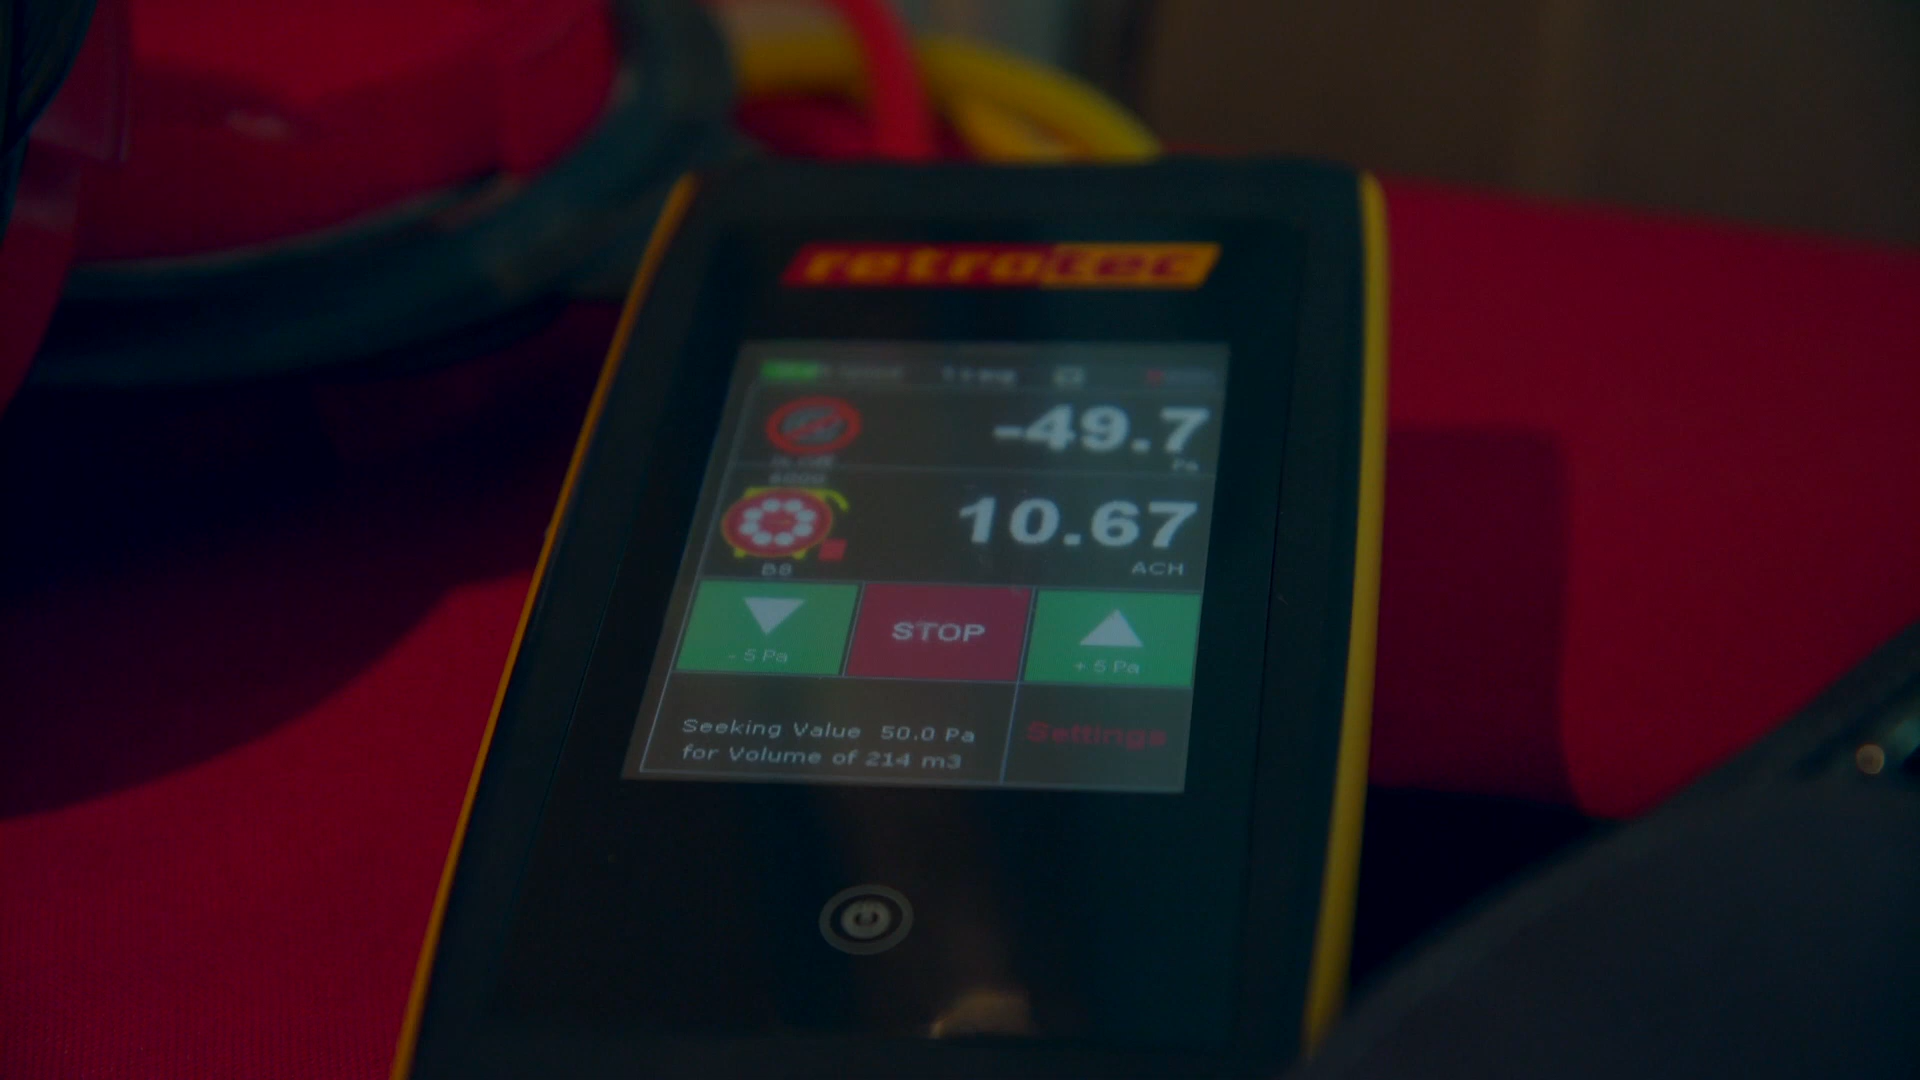 retrotec
-49.7
Pa
10.67
B8
ACH
STOP
- 5 Pa
+ 5 Pa
Seeking Value 50.0 Pa
for Volume of 214 m3
Settings